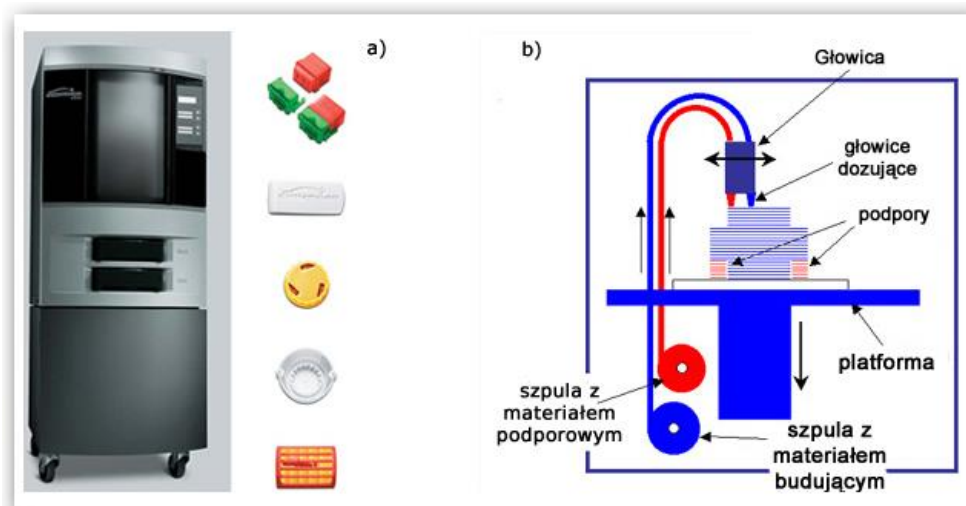 a)
b)
Głowica
głowice
dozujące
podpory
platforma
szpula z
materiałem
podporowym
szpula z
materiałem
budującym